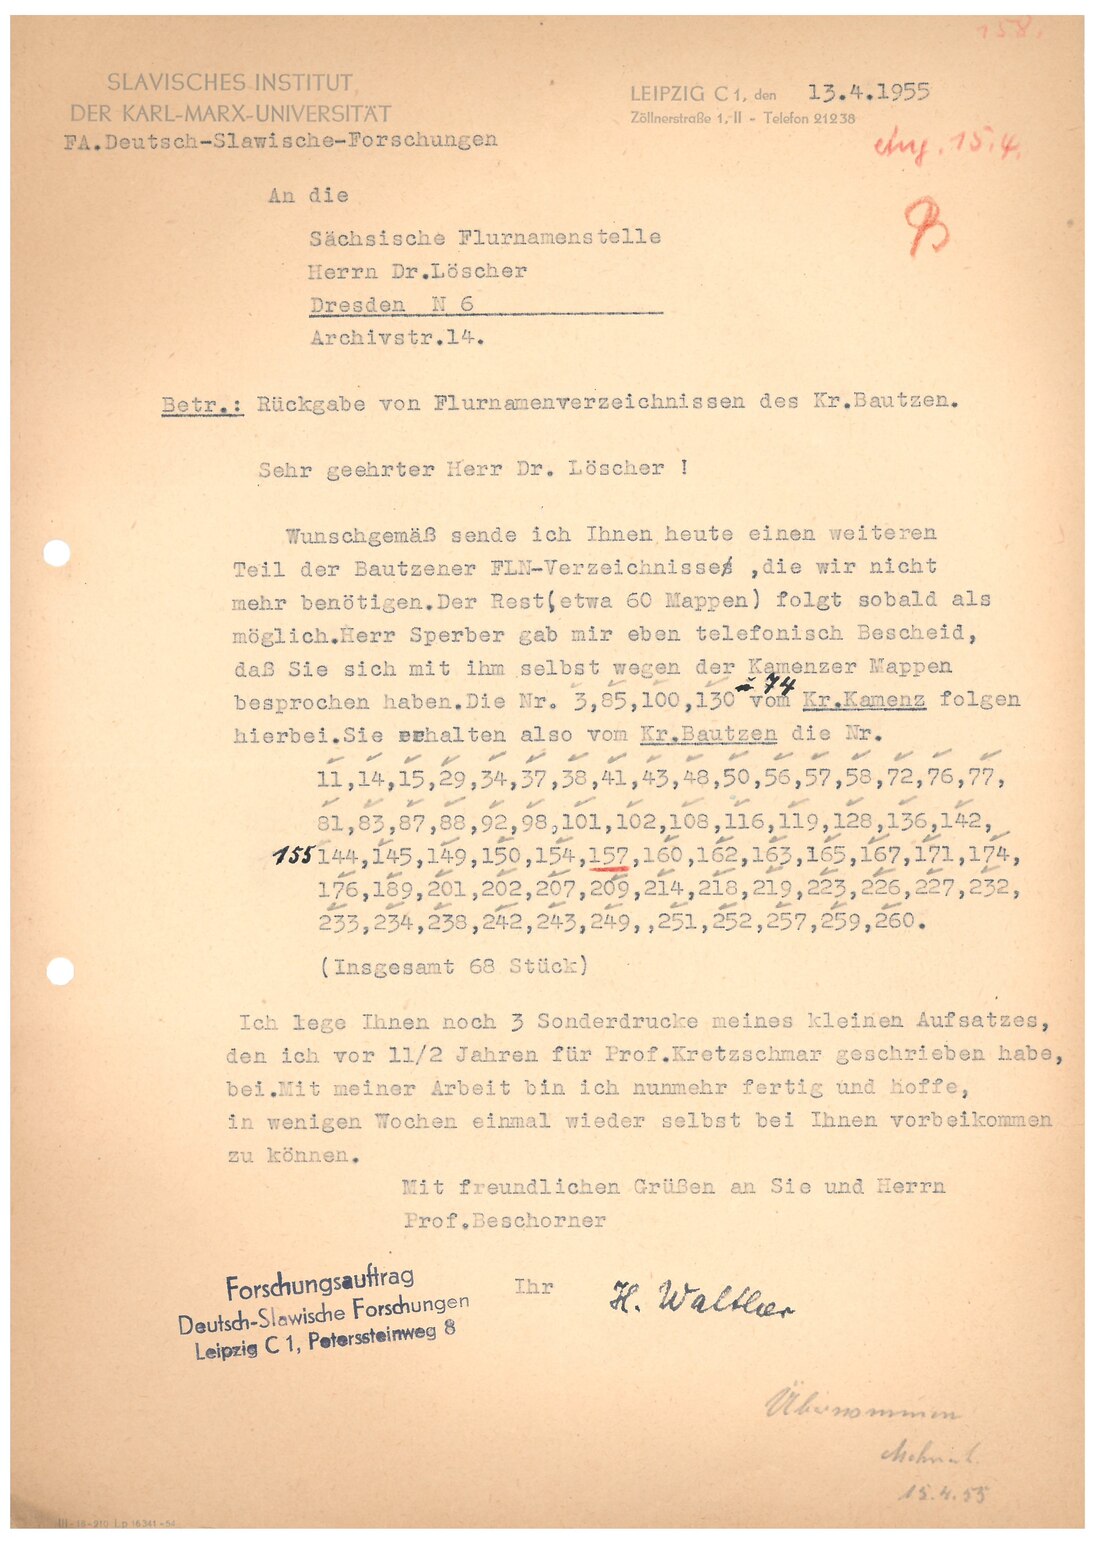 158.
SLAVISCHES INSTITUT
DER KARL-MARX-UNIVERSITÄT
FA.Deutsch-Slawische-Forschungen
LEIPZIG C 1, den 13.4.1955
Zöllnerstraße 1, II - Telefon 21238
15.4.
An die
Sächsische Flurnamenstelle
Herrn Dr.Löscher
Dresden N 6
Archivstr.14.
Betr.: Rückgabe von Flurnamenverzeichnissen des Kr.Bautzen.
Sehr geehrter Herr Dr. Löscher !
Wunschgemäß sende ich Ihnen heute einen weiteren
Teil der Bautzener FLN-Verzeichnisse ,die wir nicht
mehr benötigen.Der Rest(etwa 60 Mappen) folgt sobald als
möglich.Herr Sperber gab mir eben telefonisch Bescheid,
daß Sie sich mit ihm selbst wegen der Kamenzer Mappen
besprochen haben.Die Nr. 3,85,100,130 u 74 vom Kr.Kamenz folgen
hierbei.Sie erhalten also vom Kr.Bautzen die Nr.
11,14,15,29,34,37,38,41,43,48,50,56,57,58,72,76,77,
81,83,87,88,92,98,101,102,108,116,119,128,136,142,
155 144,145,149,150,154,157,160,162,163,165,167,171,174,
176,189,201,202,207,209,214,218,219,223,226,227,232,
233,234,238,242,243,249,,251,252,257,259,260.
(Insgesamt 68 Stück)
Ich lege Ihnen noch 3 Sonderdrucke meines kleinen Aufsatzes,
den ich vor 11/2 Jahren für Prof.Kretzschmar geschrieben habe,
bei.Mit meiner Arbeit bin ich nunmehr fertig und hoffe,
in wenigen Wochen einmal wieder selbst bei Ihnen vorbeikommen
zu können.
Mit freundlichen Grüßen an Sie und Herrn
Prof.Beschorner
Ihr H. Walther
Forschungsauftrag
Deutsch-Slawische Forschungen
Leipzig C 1, Peterssteinweg 8
Übernommen
15.4.55
III-18-210 Lp 16341-54